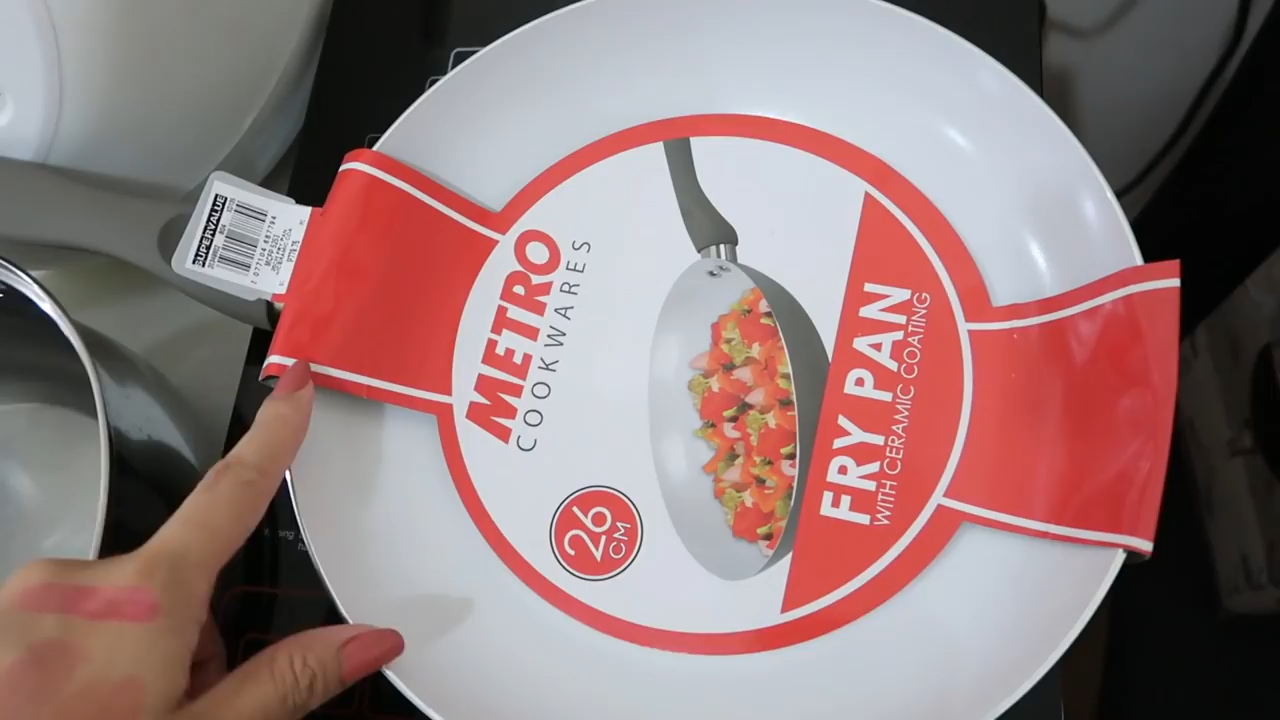 METRO
COOKWARES
26
CM
FRY PAN
WITH CERAMIC COATING
SUPERVALUE